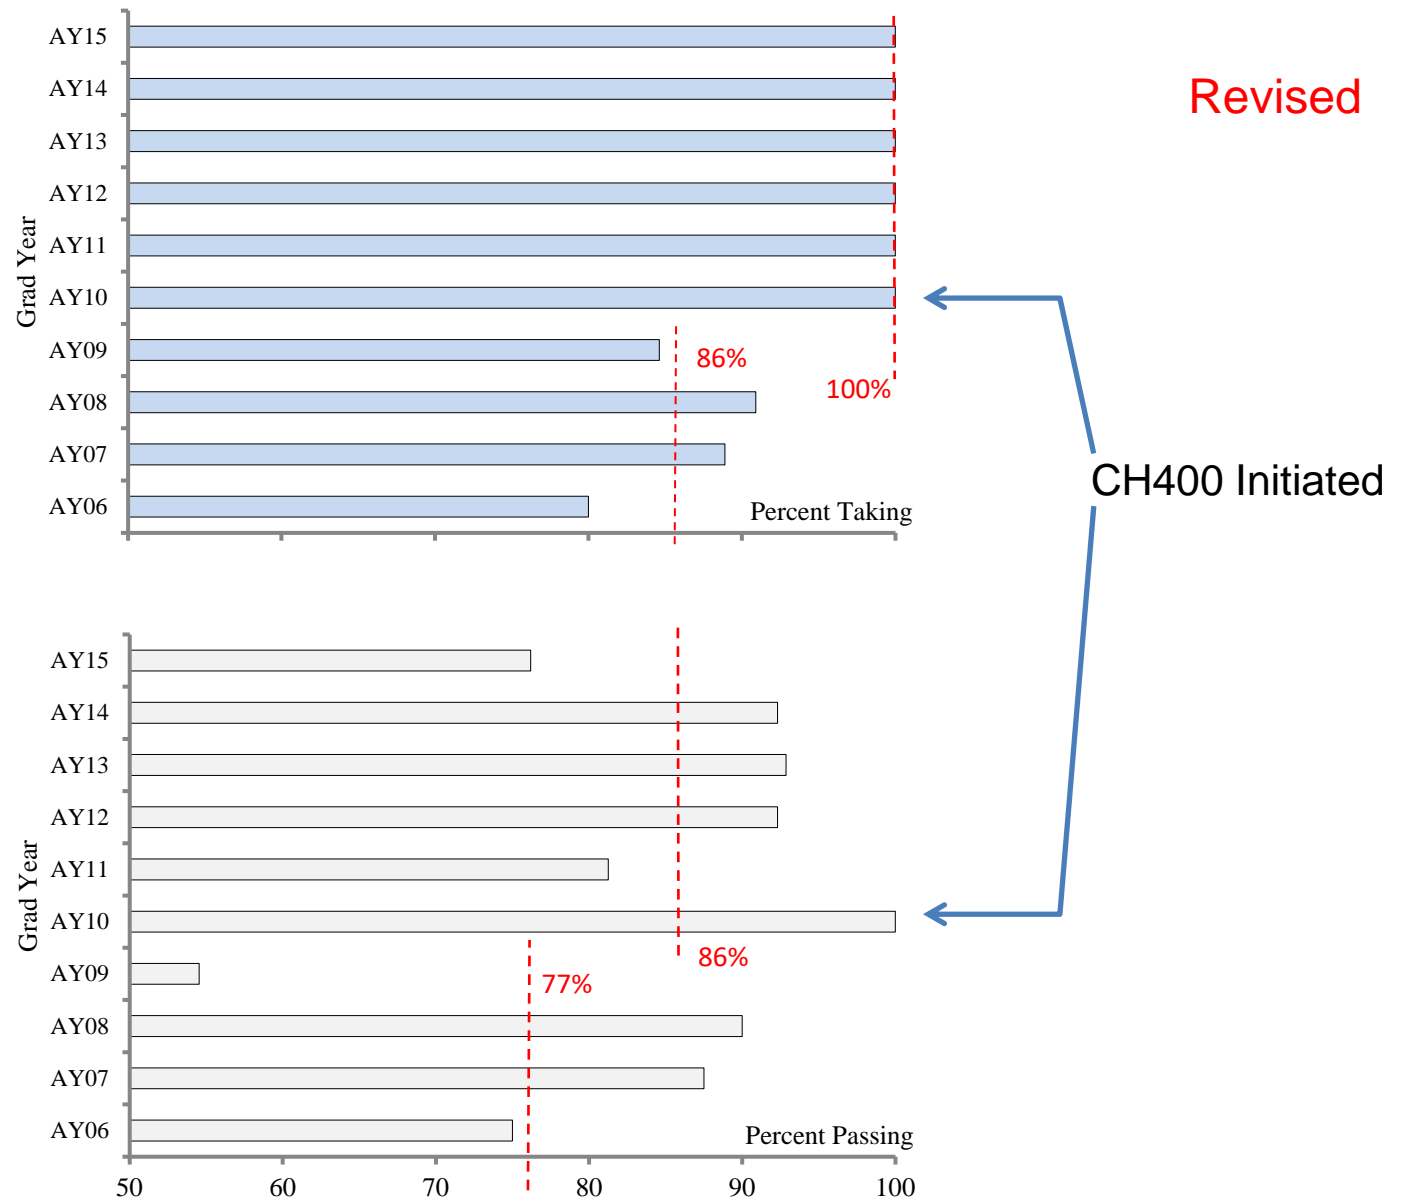 Revised
Grad Year
AY15
AY14
AY13
AY12
AY11
AY10
AY09
AY08
AY07
AY06
86%
100%
Percent Taking
CH400 Initiated
Grad Year
AY15
AY14
AY13
AY12
AY11
AY10
AY09
AY08
AY07
AY06
86%
77%
Percent Passing
50 60 70 80 90 100